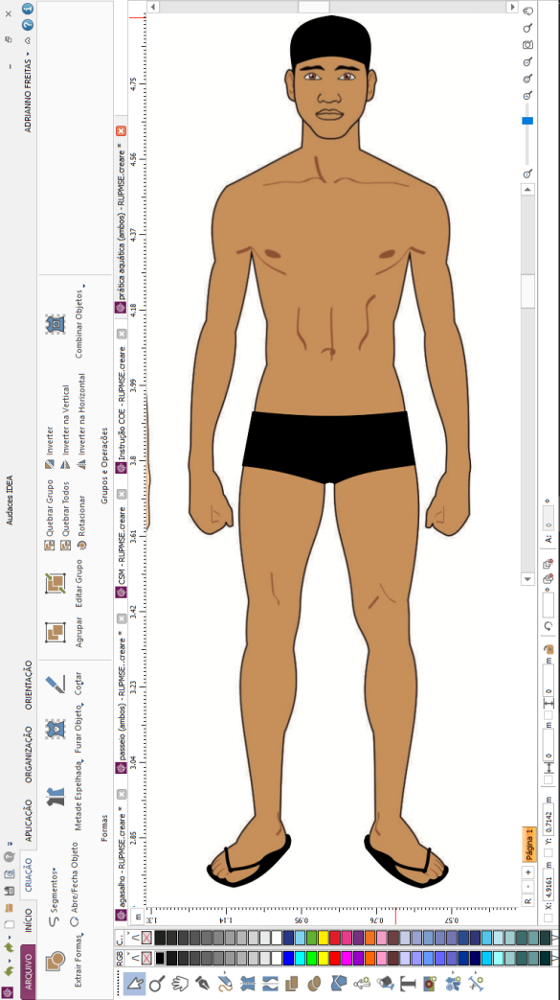 Audaces IDEA
ADRIANNO FREITAS
ARQUIVO INÍCIO CRIAÇÃO APLICAÇÃO ORGANIZAÇÃO ORIENTAÇÃO
Extrair Formas
Segmentos
Abre/Fecha Objeto
Metade Espelhada
Furar Objeto
Cortar
Formas
Agrupar
Editar Grupo
Quebrar Grupo
Quebrar Todos
Rotacionar
Inverter
Inverter na Vertical
Inverter na Horizontal
Combinar Objetos
Grupos e Operações
agasalho - RUPMSE.creare *
passeio (ambos) - RUPMSE..creare *
CSM - RUPMSE.creare *
Instrução COE - RUPMSE.creare
prática aquática (ambos) - RUPMSE.creare *
m
2.85 3.04 3.23 3.42 3.61 3.8 3.99 4.18 4.37 4.56 4.75
1.14
0.95
0.76
0.57
RGB
C..
R - +
Página 1
X: 4.9161 m Y: 0.7142 m
0 m 0 m
A: 0 °